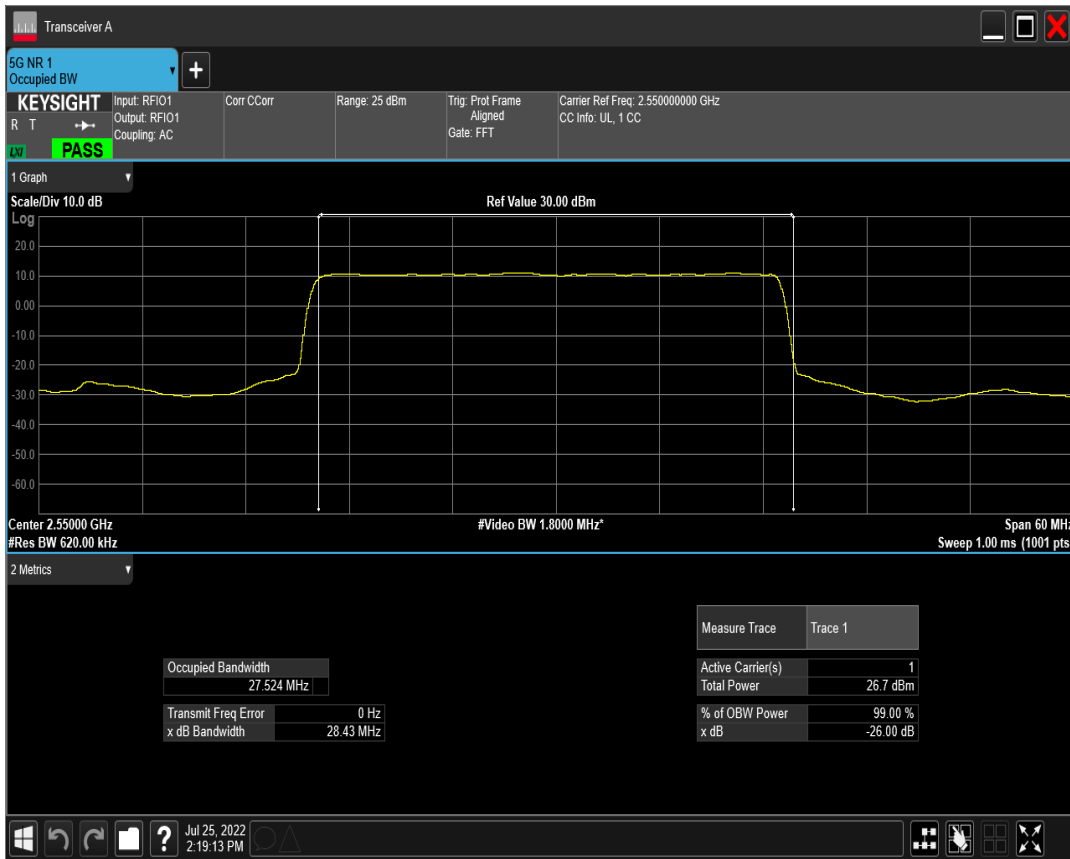 Transceiver A
5G NR 1
Occupied BW
+
KEYSIGHT
R T
LXI
PASS
Input: RFIO1
Output: RFIO1
Coupling: AC
Corr CCorr
Range: 25 dBm
Trig: Prot Frame
Aligned
Gate: FFT
Carrier Ref Freq: 2.550000000 GHz
CC Info: UL, 1 CC
1 Graph
Scale/Div 10.0 dB
Ref Value 30.00 dBm
Log
20.0
10.0
0.00
-10.0
-20.0
-30.0
-40.0
-50.0
-60.0
Center 2.55000 GHz
#Video BW 1.8000 MHz*
Span 60 MHz
#Res BW 620.00 kHz
Sweep 1.00 ms (1001 pts
2 Metrics
Measure Trace Trace 1
Occupied Bandwidth
27.524 MHz
Active Carrier(s) 1
Total Power 26.7 dBm
Transmit Freq Error 0 Hz
x dB Bandwidth 28.43 MHz
% of OBW Power 99.00 %
x dB -26.00 dB
?
Jul 25, 2022
2:19:13 PM